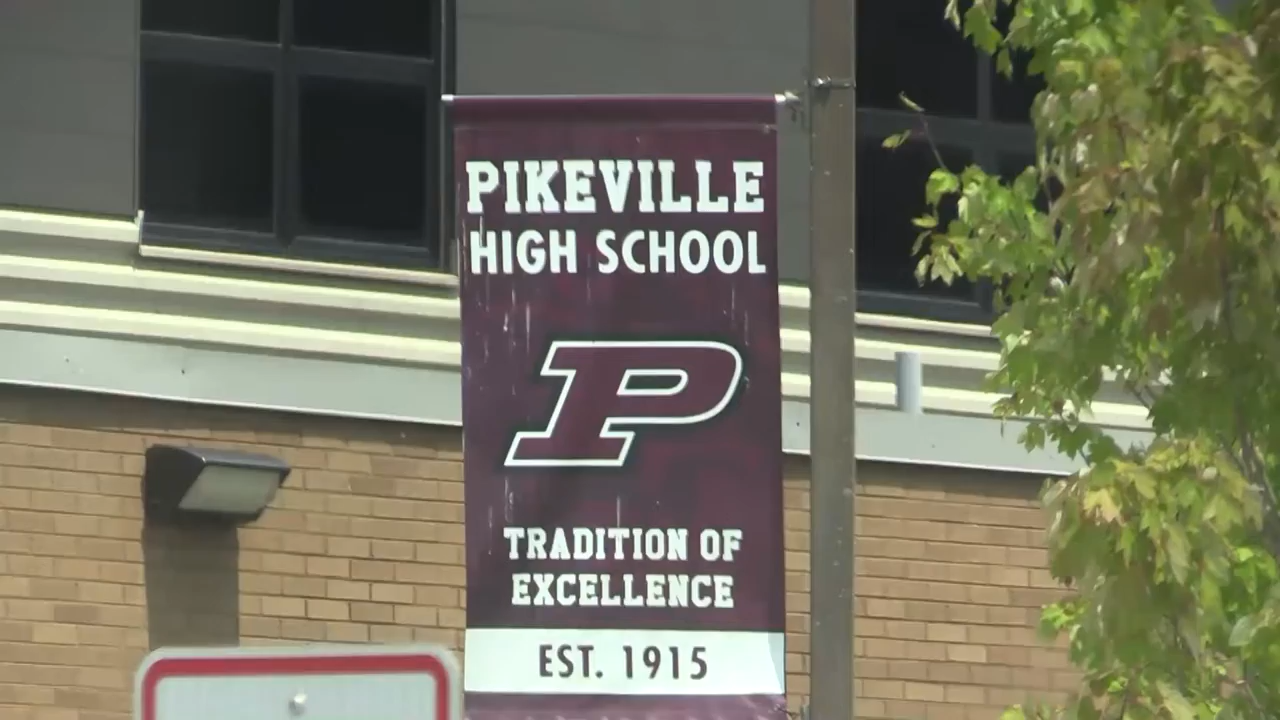 PIKEVILLE
HIGH SCHOOL
P
TRADITION OF
EXCELLENCE
EST. 1915